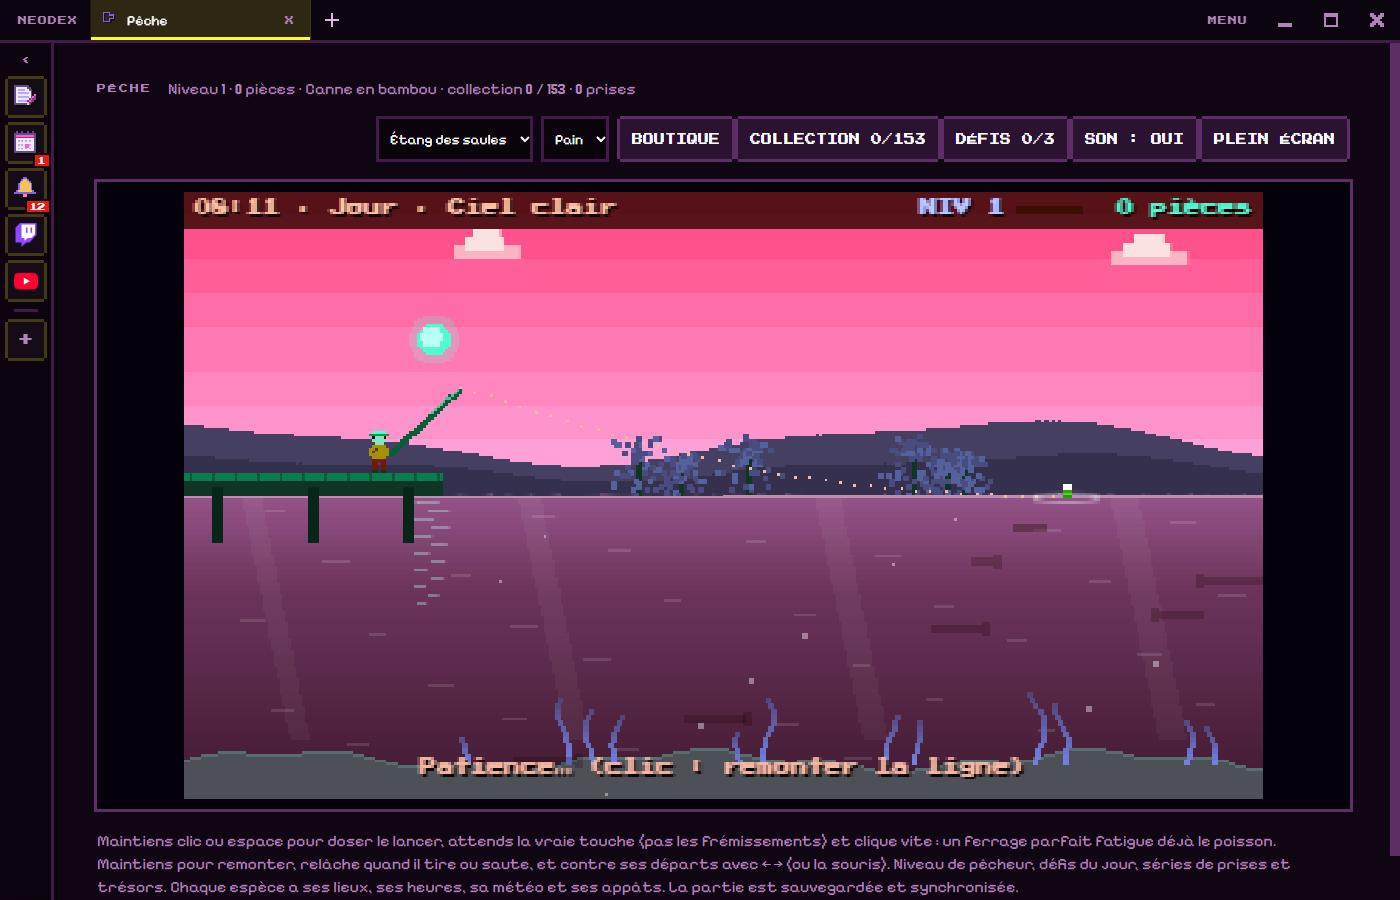 NEODEX
Pêche
MENU
1
12
PÊCHE Niveau 1 · 0 pièces · Canne en bambou · collection 0 / 153 · 0 prises
Étang des saules Pain BOUTIQUE COLLECTION 0/153 DÉFIS 0/3 SON : OUI PLEIN ÉCRAN
08:11 · Jour · Ciel clair NIV 1 0 pièces
Patience… (clic : remonter la ligne)
Maintiens clic ou espace pour doser le lancer, attends la vraie touche (pas les frémissements) et clique vite : un ferrage parfait fatigue déjà le poisson.
Maintiens pour remonter, relâche quand il tire ou saute, et contre ses départs avec ←→ (ou la souris). Niveau de pêcheur, défis du jour, séries de prises et
trésors. Chaque espèce a ses lieux, ses heures, sa météo et ses appâts. La partie est sauvegardée et synchronisée.